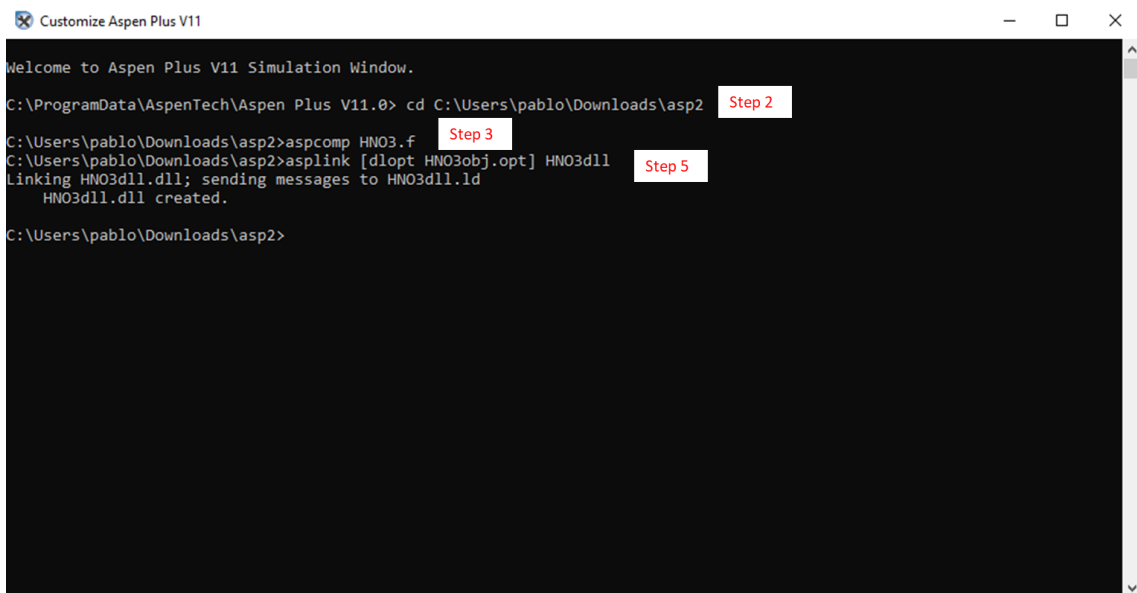 Customize Aspen Plus V11
Welcome to Aspen Plus V11 Simulation Window.
C:\ProgramData\AspenTech\Aspen Plus V11.0> cd C:\Users\pablo\Downloads\asp2 Step 2
C:\Users\pablo\Downloads\asp2>aspcomp HNO3.f Step 3
C:\Users\pablo\Downloads\asp2>asplink [dlopt HNO3obj.opt] HNO3dll Step 5
Linking HNO3dll.dll; sending messages to HNO3dll.ld
HNO3dll.dll created.
C:\Users\pablo\Downloads\asp2>